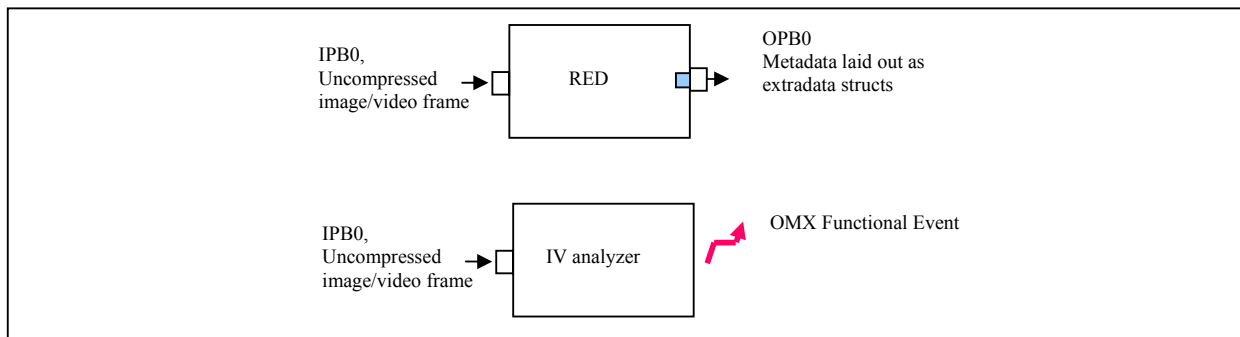 IPB0,
Uncompressed
image/video frame
RED
OPB0
Metadata laid out as
extradata structs
IPB0,
Uncompressed
image/video frame
IV analyzer
OMX Functional Event